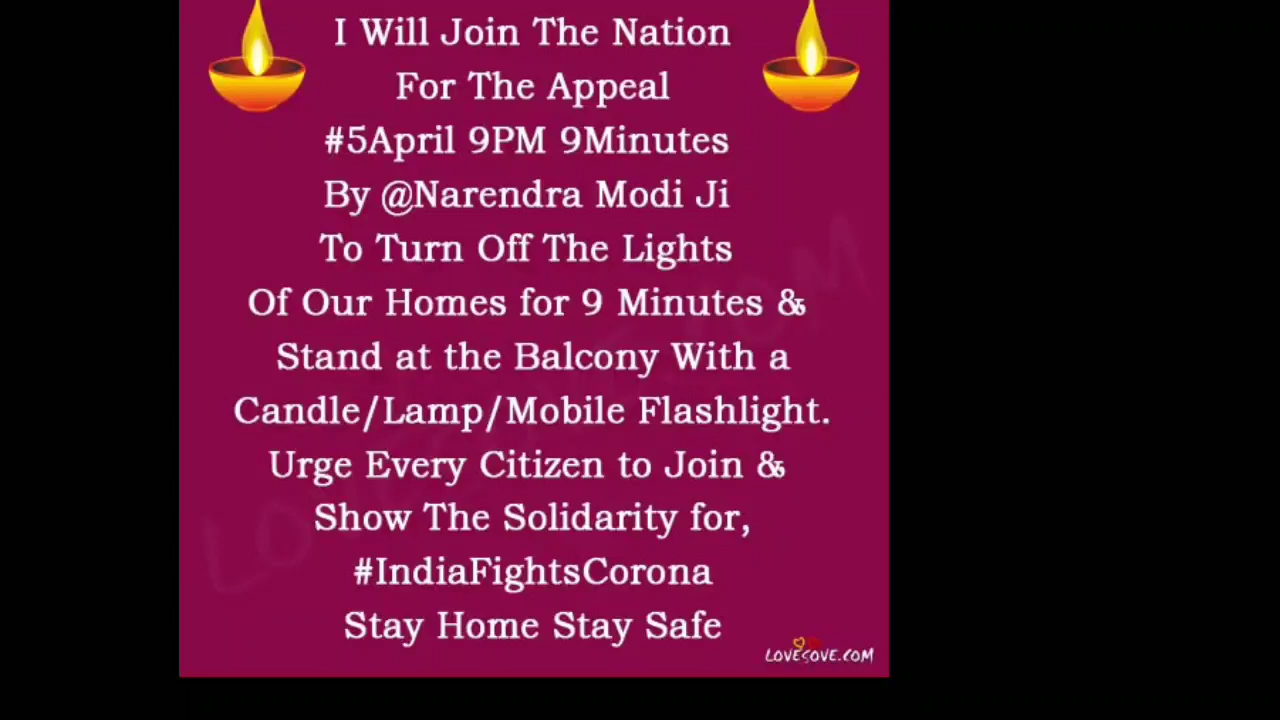 I Will Join The Nation
For The Appeal
#5April 9PM 9Minutes
By @Narendra Modi Ji
To Turn Off The Lights
Of Our Homes for 9 Minutes &
Stand at the Balcony With a
Candle/Lamp/Mobile Flashlight.
Urge Every Citizen to Join &
Show The Solidarity for,
#IndiaFightsCorona
Stay Home Stay Safe
LOVESOVE.COM
LOVESOVE.COM